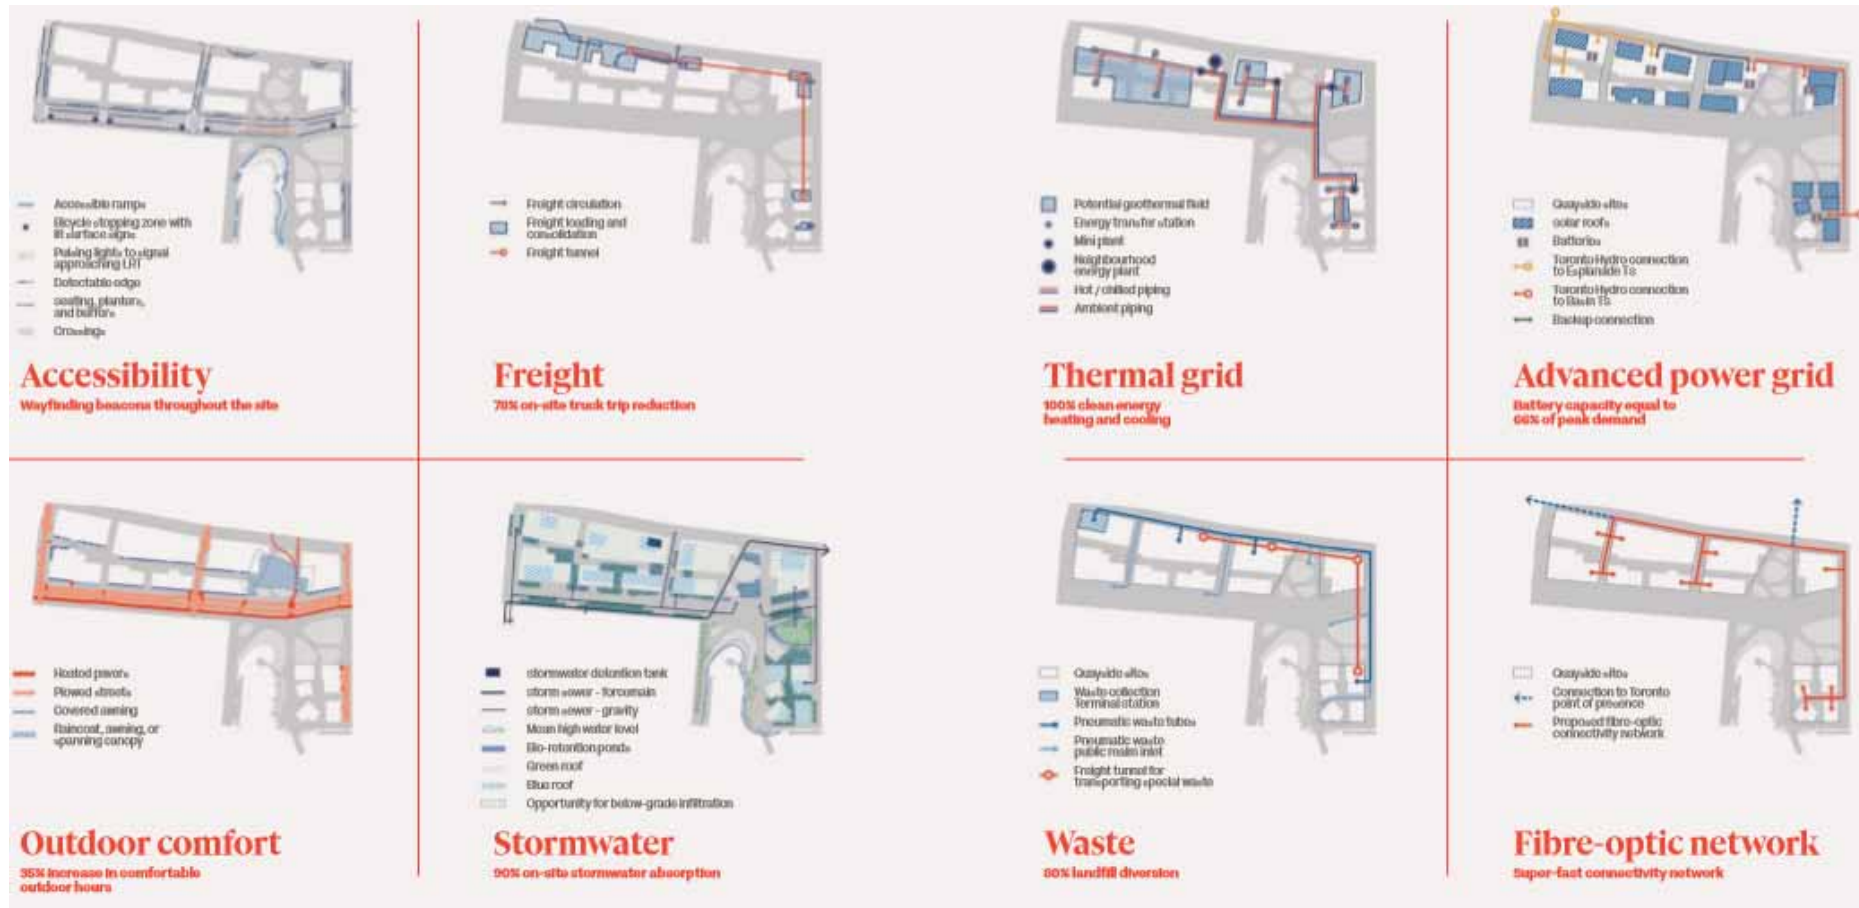 Accessible ramps
Bicycle stopping zone with
lit surface signs
Pulsing lights to signal
approaching LRT
Detectable edge
seating, planters,
and buffers
Crossings
Accessibility
Wayfinding beacons throughout the site
Freight circulation
Freight loading and
consolidation
Freight tunnel
Freight
78% on-site truck trip reduction
Potential geothermal field
Energy transfer station
Mini plant
Neighbourhood
energy plant
Hot / chilled piping
Ambient piping
Thermal grid
100% clean energy
heating and cooling
Quayside sites
solar roofs
Batteries
Toronto Hydro connection
to Esplanade TS
Toronto Hydro connection
to Basin TS
Backup connection
Advanced power grid
Battery capacity equal to
66% of peak demand
Heated pavers
Plowed streets
Covered awning
Raincoat, awning, or
spanning canopy
Outdoor comfort
35% increase in comfortable
outdoor hours
stormwater detention tank
storm sewer - forcemain
storm sewer - gravity
Mean high water level
Bio-retention ponds
Green roof
Blue roof
Opportunity for below-grade infiltration
Stormwater
90% on-site stormwater absorption
Quayside sites
Waste collection
Terminal station
Pneumatic waste tubes
Pneumatic waste
public realm inlet
Freight tunnel for
transporting special waste
Waste
80% landfill diversion
Quayside sites
Connection to Toronto
point of presence
Proposed fibre-optic
connectivity network
Fibre-optic network
Super-fast connectivity network